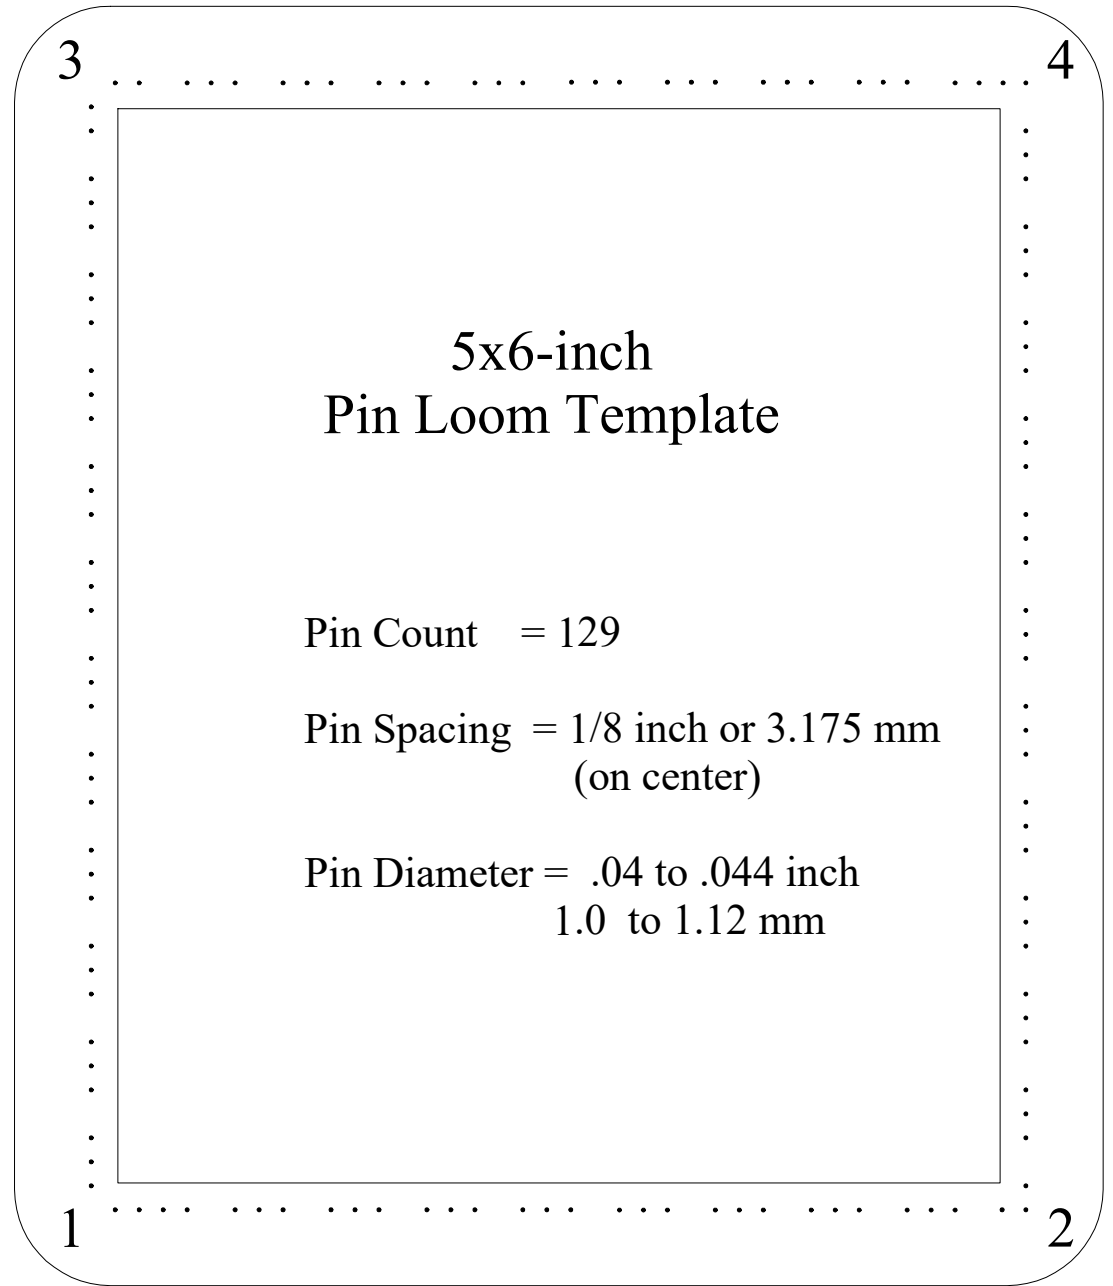 3 4
5x6-inch
Pin Loom Template
Pin Count = 129
Pin Spacing = 1/8 inch or 3.175 mm
(on center)
Pin Diameter = .04 to .044 inch
1.0 to 1.12 mm
1 2